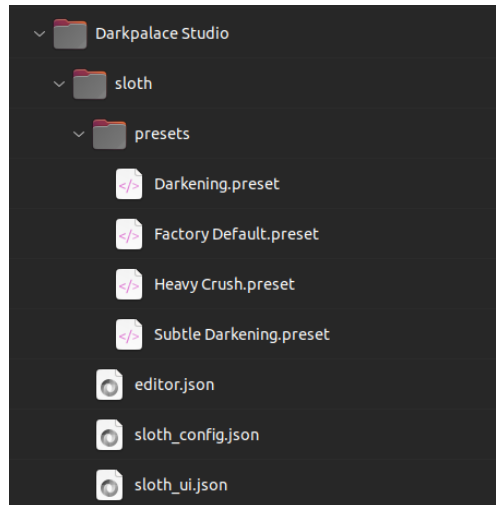 Darkpalace Studio
sloth
presets
Darkening.preset
Factory Default.preset
Heavy Crush.preset
Subtle Darkening.preset
editor.json
sloth_config.json
sloth_ui.json